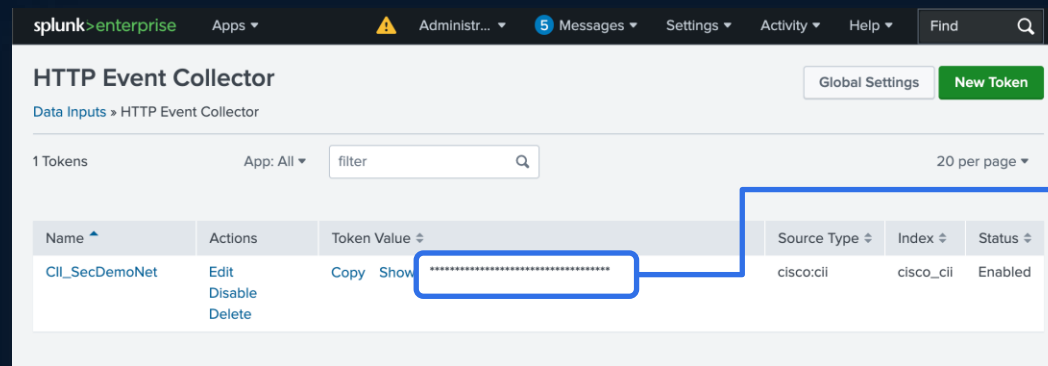 splunk>enterprise Apps Administr... 5 Messages Settings Activity Help Find
HTTP Event Collector
Global Settings New Token
Data Inputs » HTTP Event Collector
1 Tokens App: All filter 20 per page
Name Actions Token Value Source Type Index Status
CII_SecDemoNet Edit Copy Show ************************************ cisco:cii cisco_cii Enabled
Disable
Delete